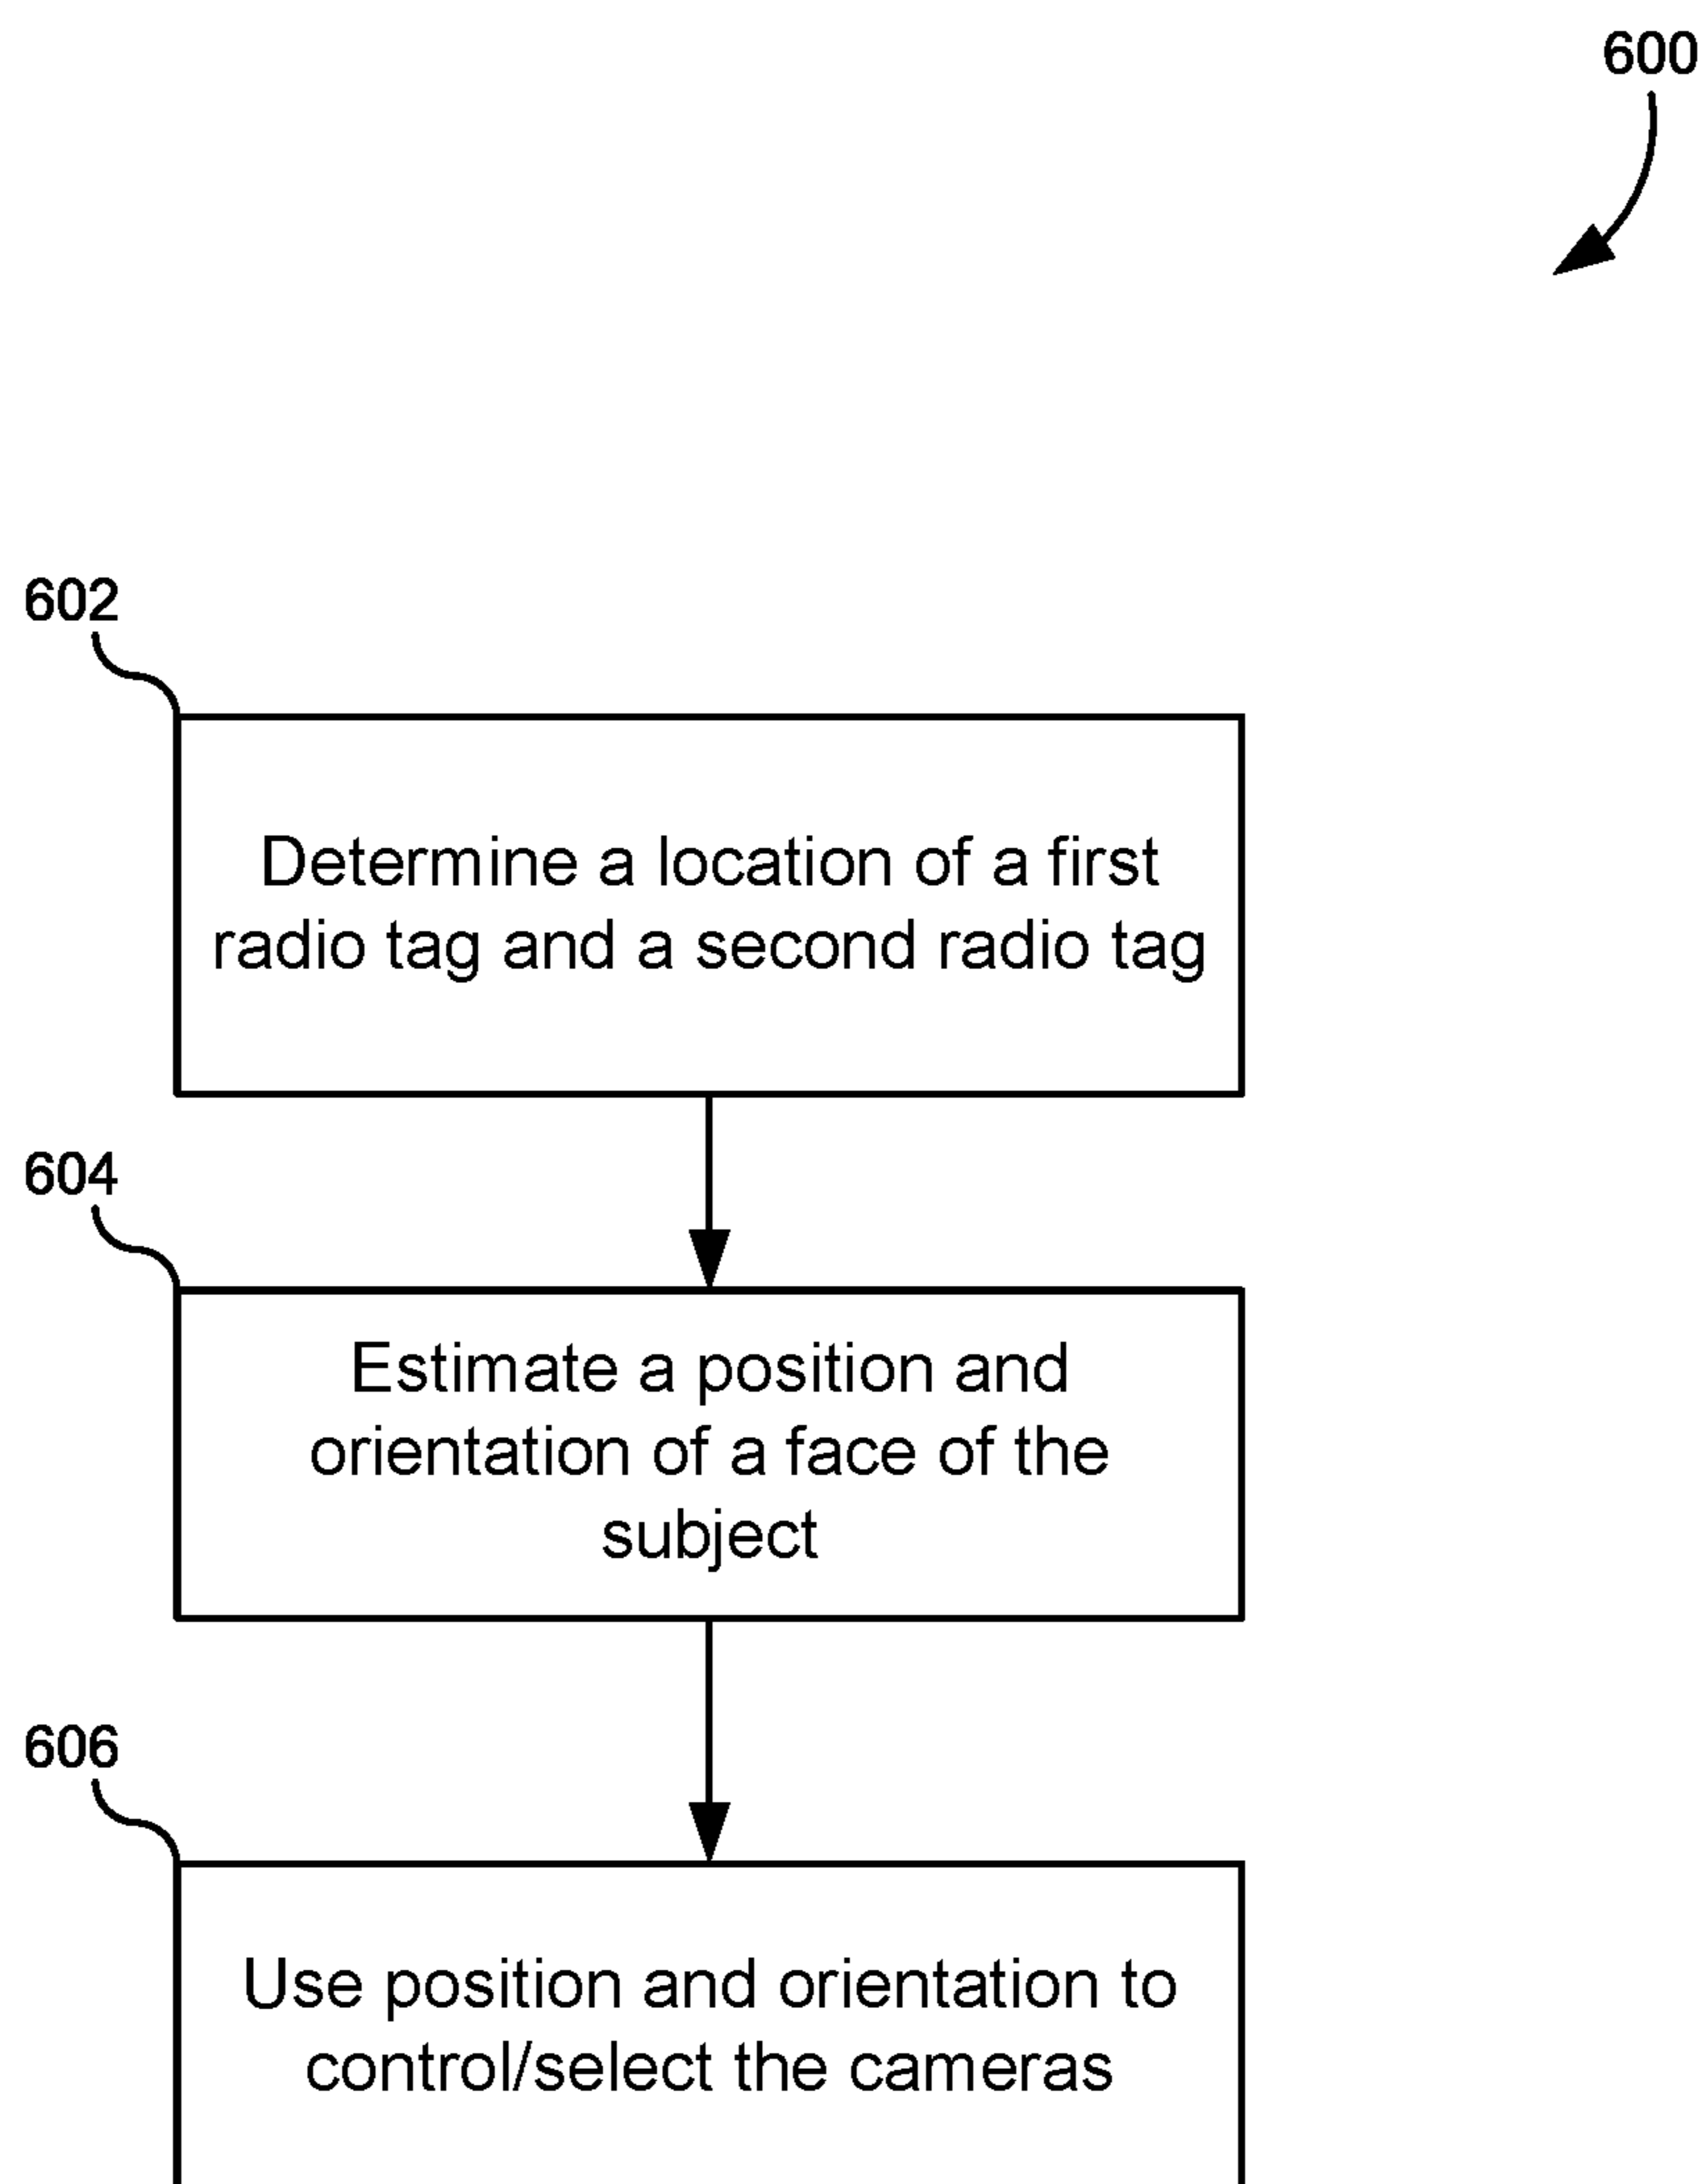 600
602
Determine a location of a first
radio tag and a second radio tag
604
Estimate a position and
orientation of a face of the
subject
606
Use position and orientation to
control/select the cameras